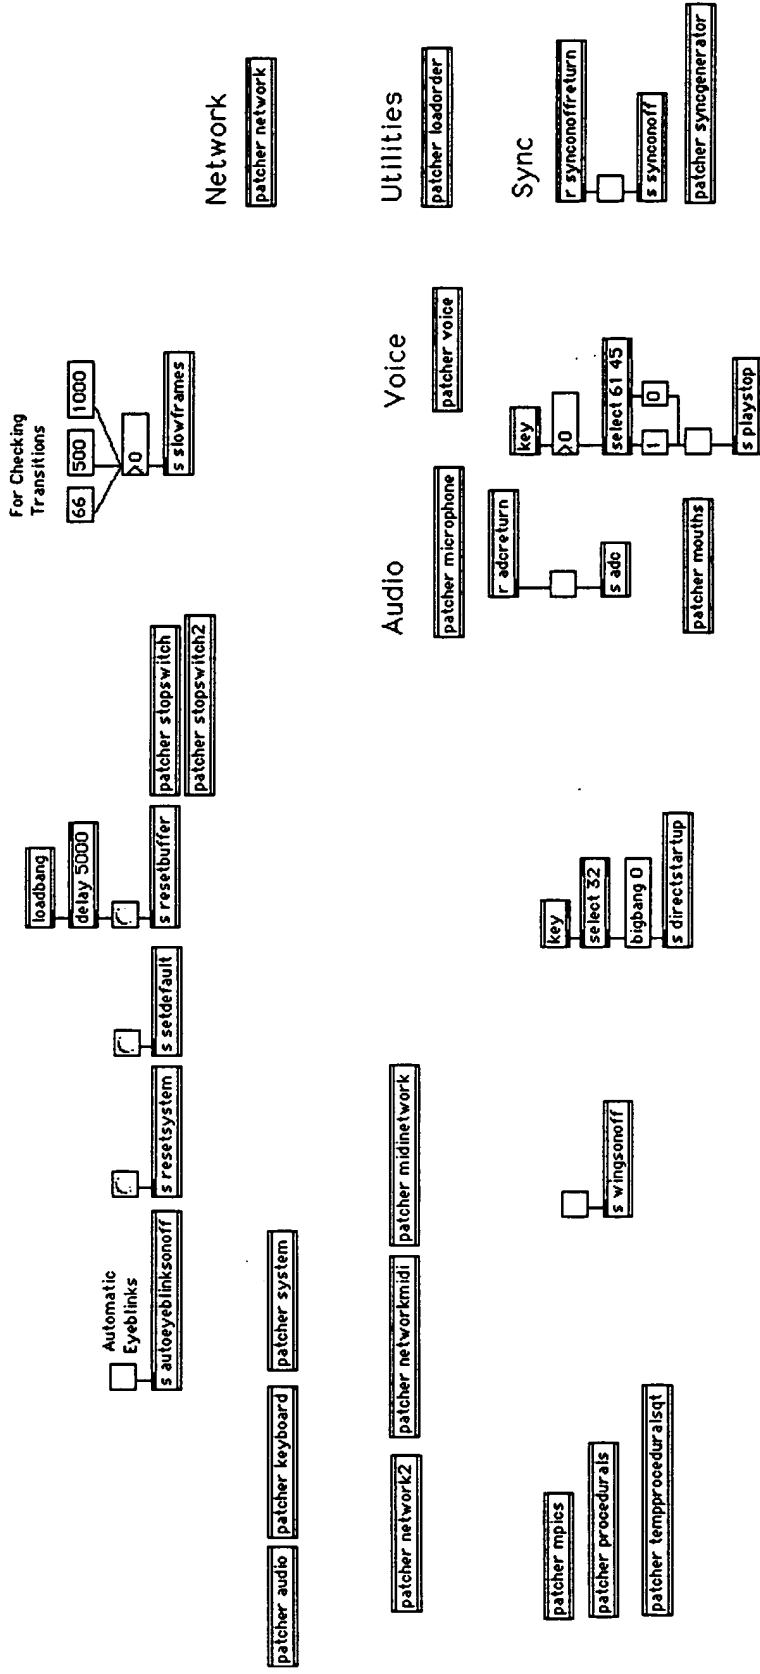 Automatic
Eyeblinks
s autoeyeblinksonoff
s resetsystem
s setdefault
loadbang
delay 5000
s resetbuffer
patcher stopswitch
patcher stopswitch2
For Checking
Transitions
66
500
1000
>0
s slowframes
Network
patcher network
patcher audio
patcher keyboard
patcher system
patcher network2
patcher networkmidi
patcher midinetwork
Audio
patcher microphone
r adcreturn
s adc
patcher mouths
Voice
patcher voice
key
>0
select 61 45
1
0
s playstop
Utilities
patcher loadorder
Sync
r synconoffreturn
s synconoff
patcher syncgenerator
patcher mpics
patcher procedurals
patcher tempproceduralsqt
s wingsonoff
key
select 32
bigbang 0
s directstartup